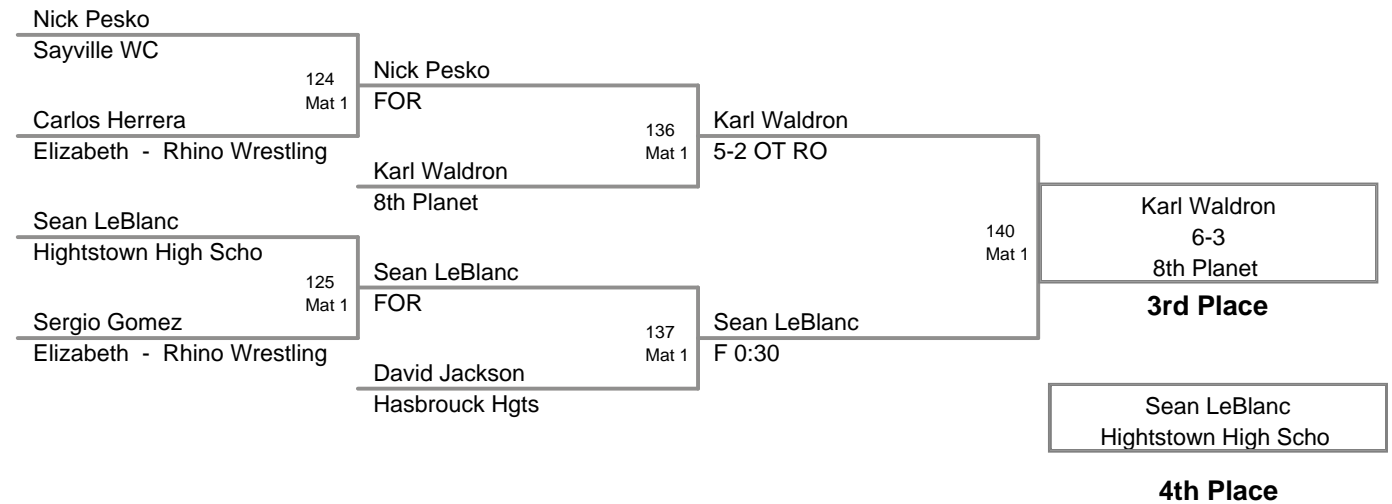 Nick Pesko
Sayville WC
124
Mat 1
Carlos Herrera
Elizabeth - Rhino Wrestling
Sean LeBlanc
Hightstown High Scho
125
Mat 1
Sergio Gomez
Elizabeth - Rhino Wrestling
Nick Pesko
FOR
136
Mat 1
Karl Waldron
8th Planet
Sean LeBlanc
FOR
137
Mat 1
David Jackson
Hasbrouck Hgts
Karl Waldron
5-2 OT RO
140
Mat 1
Sean LeBlanc
F 0:30
Karl Waldron
6-3
8th Planet
3rd Place
Sean LeBlanc
Hightstown High Scho
4th Place